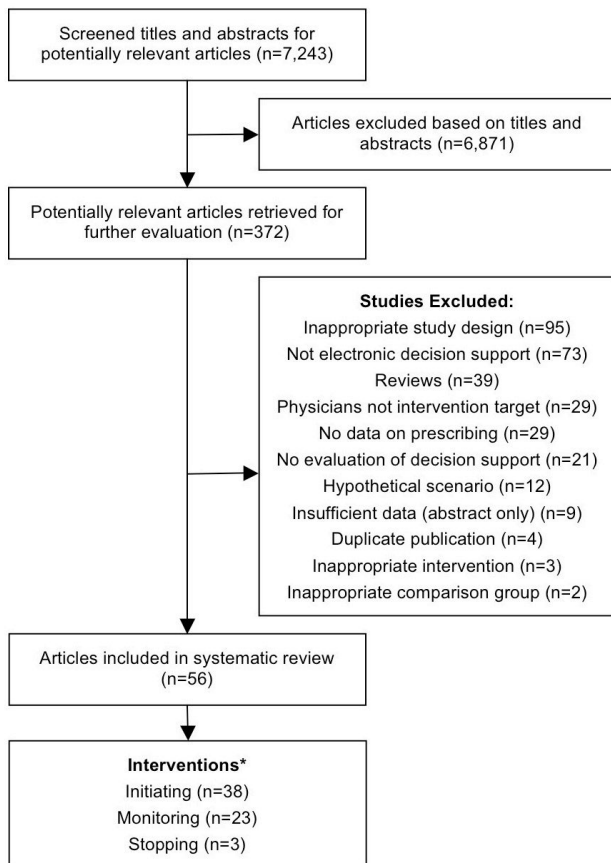 Screened titles and abstracts for
potentially relevant articles (n=7,243)
Articles excluded based on titles and
abstracts (n=6,871)
Potentially relevant articles retrieved for
further evaluation (n=372)
Studies Excluded:
Inappropriate study design (n=95)
Not electronic decision support (n=73)
Reviews (n=39)
Physicians not intervention target (n=29)
No data on prescribing (n=29)
No evaluation of decision support (n=21)
Hypothetical scenario (n=12)
Insufficient data (abstract only) (n=9)
Duplicate publication (n=4)
Inappropriate intervention (n=3)
Inappropriate comparison group (n=2)
Articles included in systematic review
(n=56)
Interventions*
Initiating (n=38)
Monitoring (n=23)
Stopping (n=3)